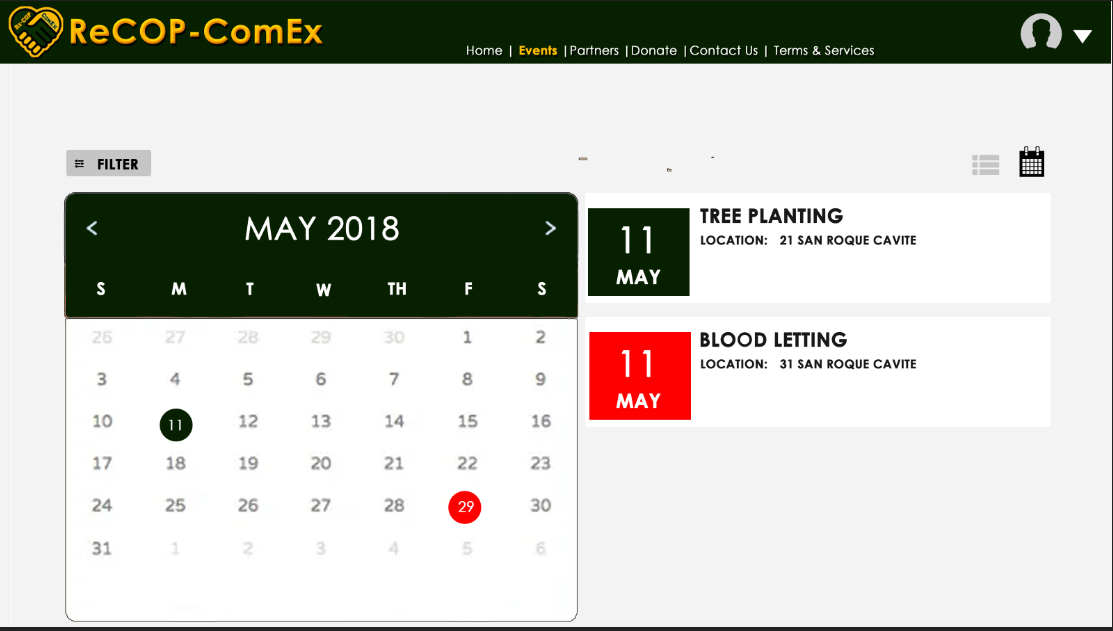 Re-COP ComEx ReCOP-ComEx
Home | Events | Partners | Donate | Contact Us | Terms & Services
FILTER
< MAY 2018 >
S M T W TH F S
26 27 28 29 30 1 2
3 4 5 6 7 8 9
10 11 12 13 14 15 16
17 18 19 20 21 22 23
24 25 26 27 28 29 30
31 1 2 3 4 5 6
11
MAY
TREE PLANTING
LOCATION: 21 SAN ROQUE CAVITE
11
MAY
BLOOD LETTING
LOCATION: 31 SAN ROQUE CAVITE